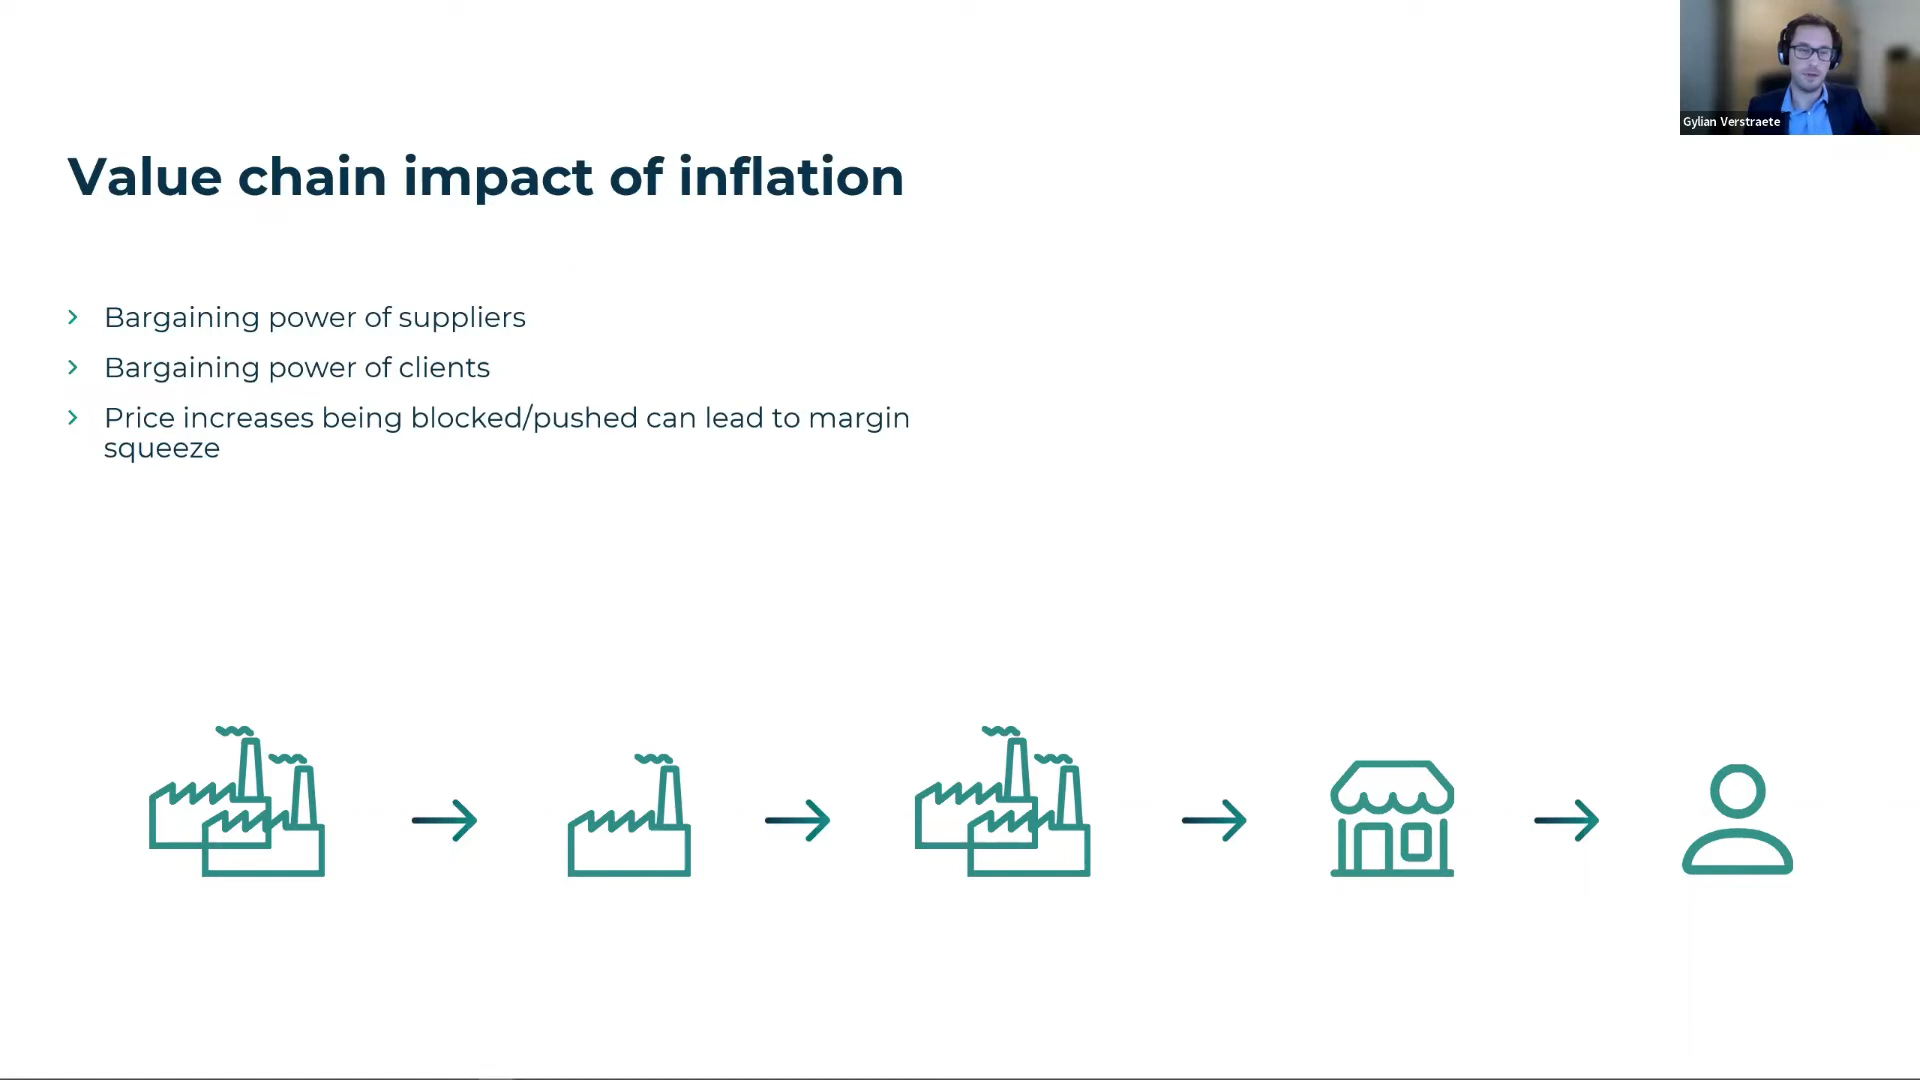 Gylian Verstraete
Value chain impact of inflation
Bargaining power of suppliers
Bargaining power of clients
Price increases being blocked/pushed can lead to margin
squeeze